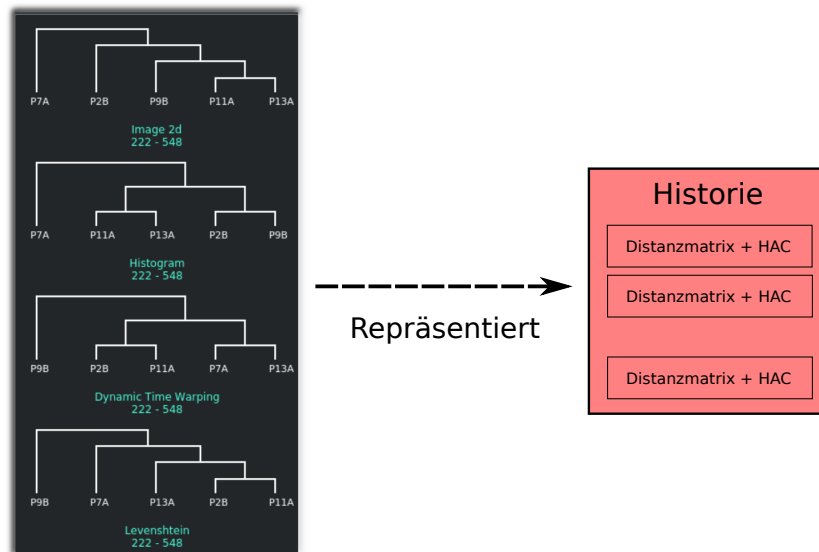 P7A P2B P9B P11A P13A
Image 2d
222 - 548
P7A P11A P13A P2B P9B
Histogram
222 - 548
P9B P2B P11A P7A P13A
Dynamic Time Warping
222 - 548
P9B P7A P13A P2B P11A
Levenshtein
222 - 548
Repräsentiert
Historie
Distanzmatrix + HAC
Distanzmatrix + HAC
Distanzmatrix + HAC